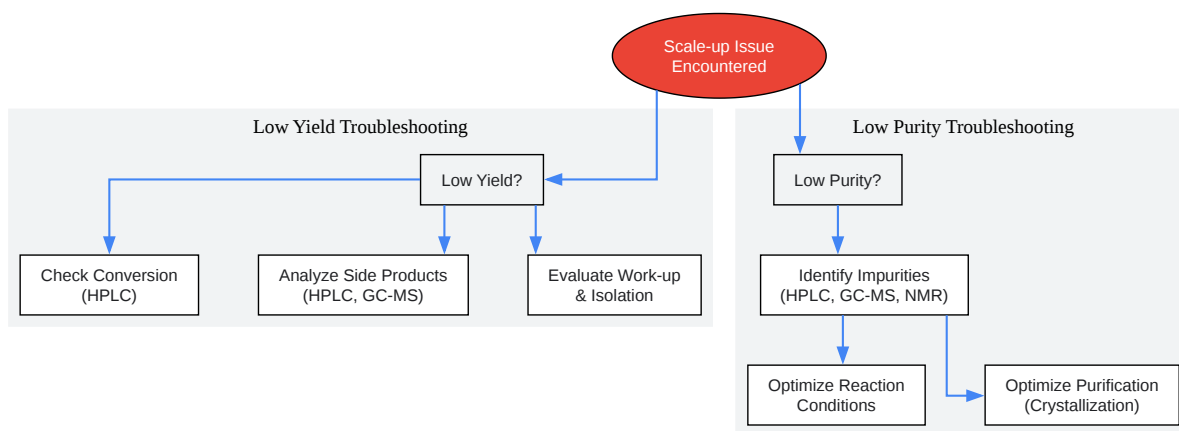 Scale-up Issue
Encountered
Low Yield Troubleshooting
Low Purity Troubleshooting
Low Yield?
Low Purity?
Check Conversion
(HPLC)
Analyze Side Products
(HPLC, GC-MS)
Evaluate Work-up
& Isolation
Identify Impurities
(HPLC, GC-MS, NMR)
Optimize Reaction
Conditions
Optimize Purification
(Crystallization)